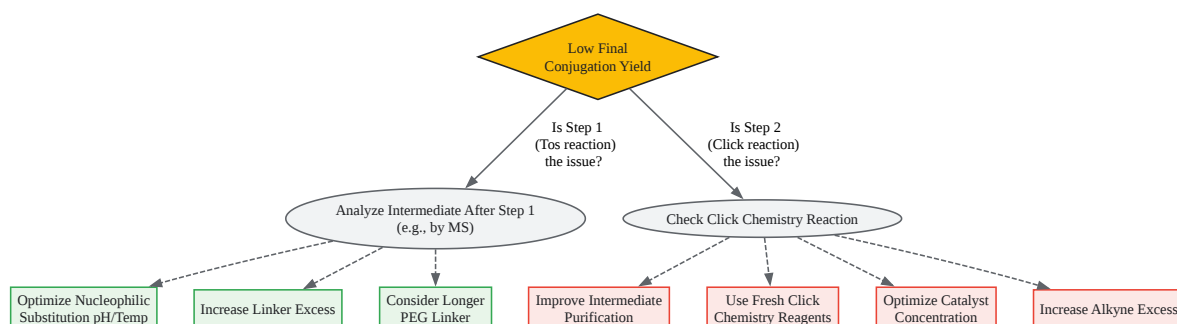 Low Final
Conjugation Yield
Is Step 1
(Tos reaction)
the issue?
Is Step 2
(Click reaction)
the issue?
Analyze Intermediate After Step 1
(e.g., by MS)
Check Click Chemistry Reaction
Optimize Nucleophilic
Substitution pH/Temp
Increase Linker Excess
Consider Longer
PEG Linker
Improve Intermediate
Purification
Use Fresh Click
Chemistry Reagents
Optimize Catalyst
Concentration
Increase Alkyne Excess